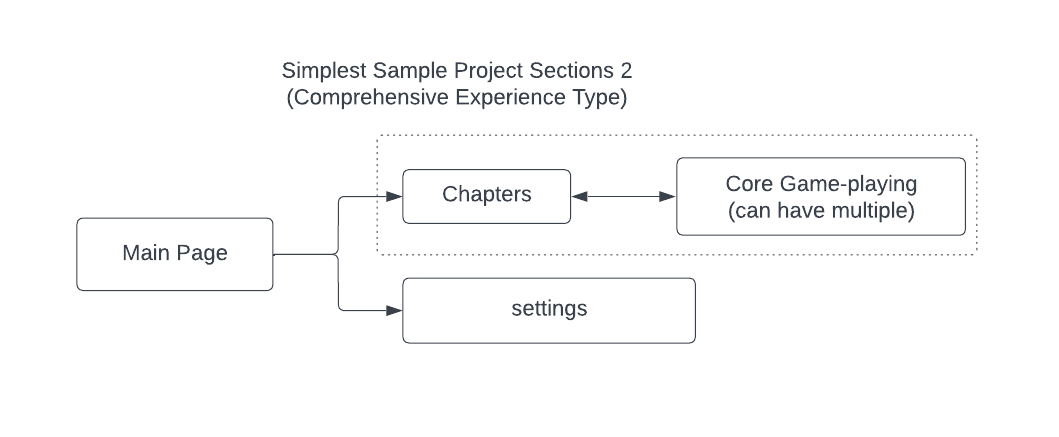 Simplest Sample Project Sections 2
(Comprehensive Experience Type)
Chapters
Core Game-playing
(can have multiple)
Main Page
settings